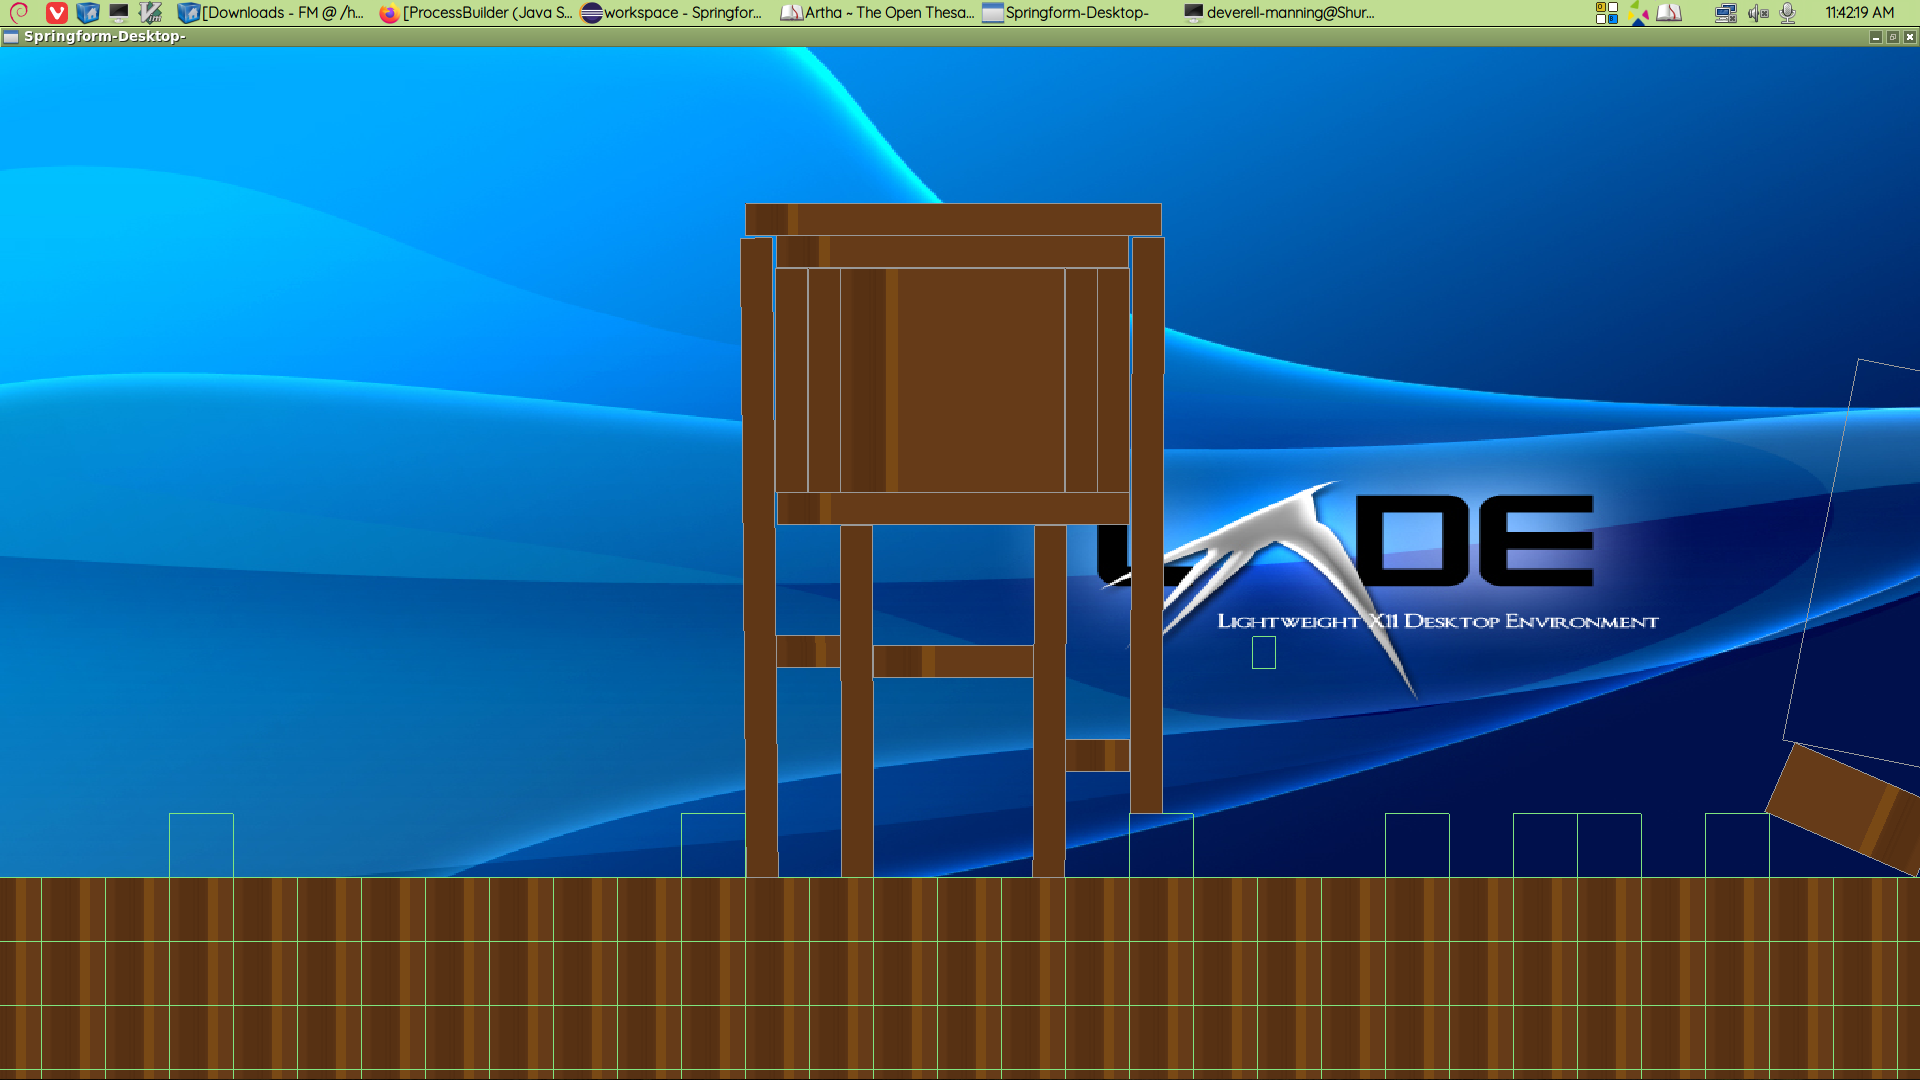 [Downloads - FM @ /h...
[ProcessBuilder (Java S...
workspace - Springfor...
Artha ~ The Open Thesa...
Springform-Desktop-
deverell-manning@Shur...
11:42:19 AM
Springform-Desktop-
DE
Lightweight X11 Desktop Environment